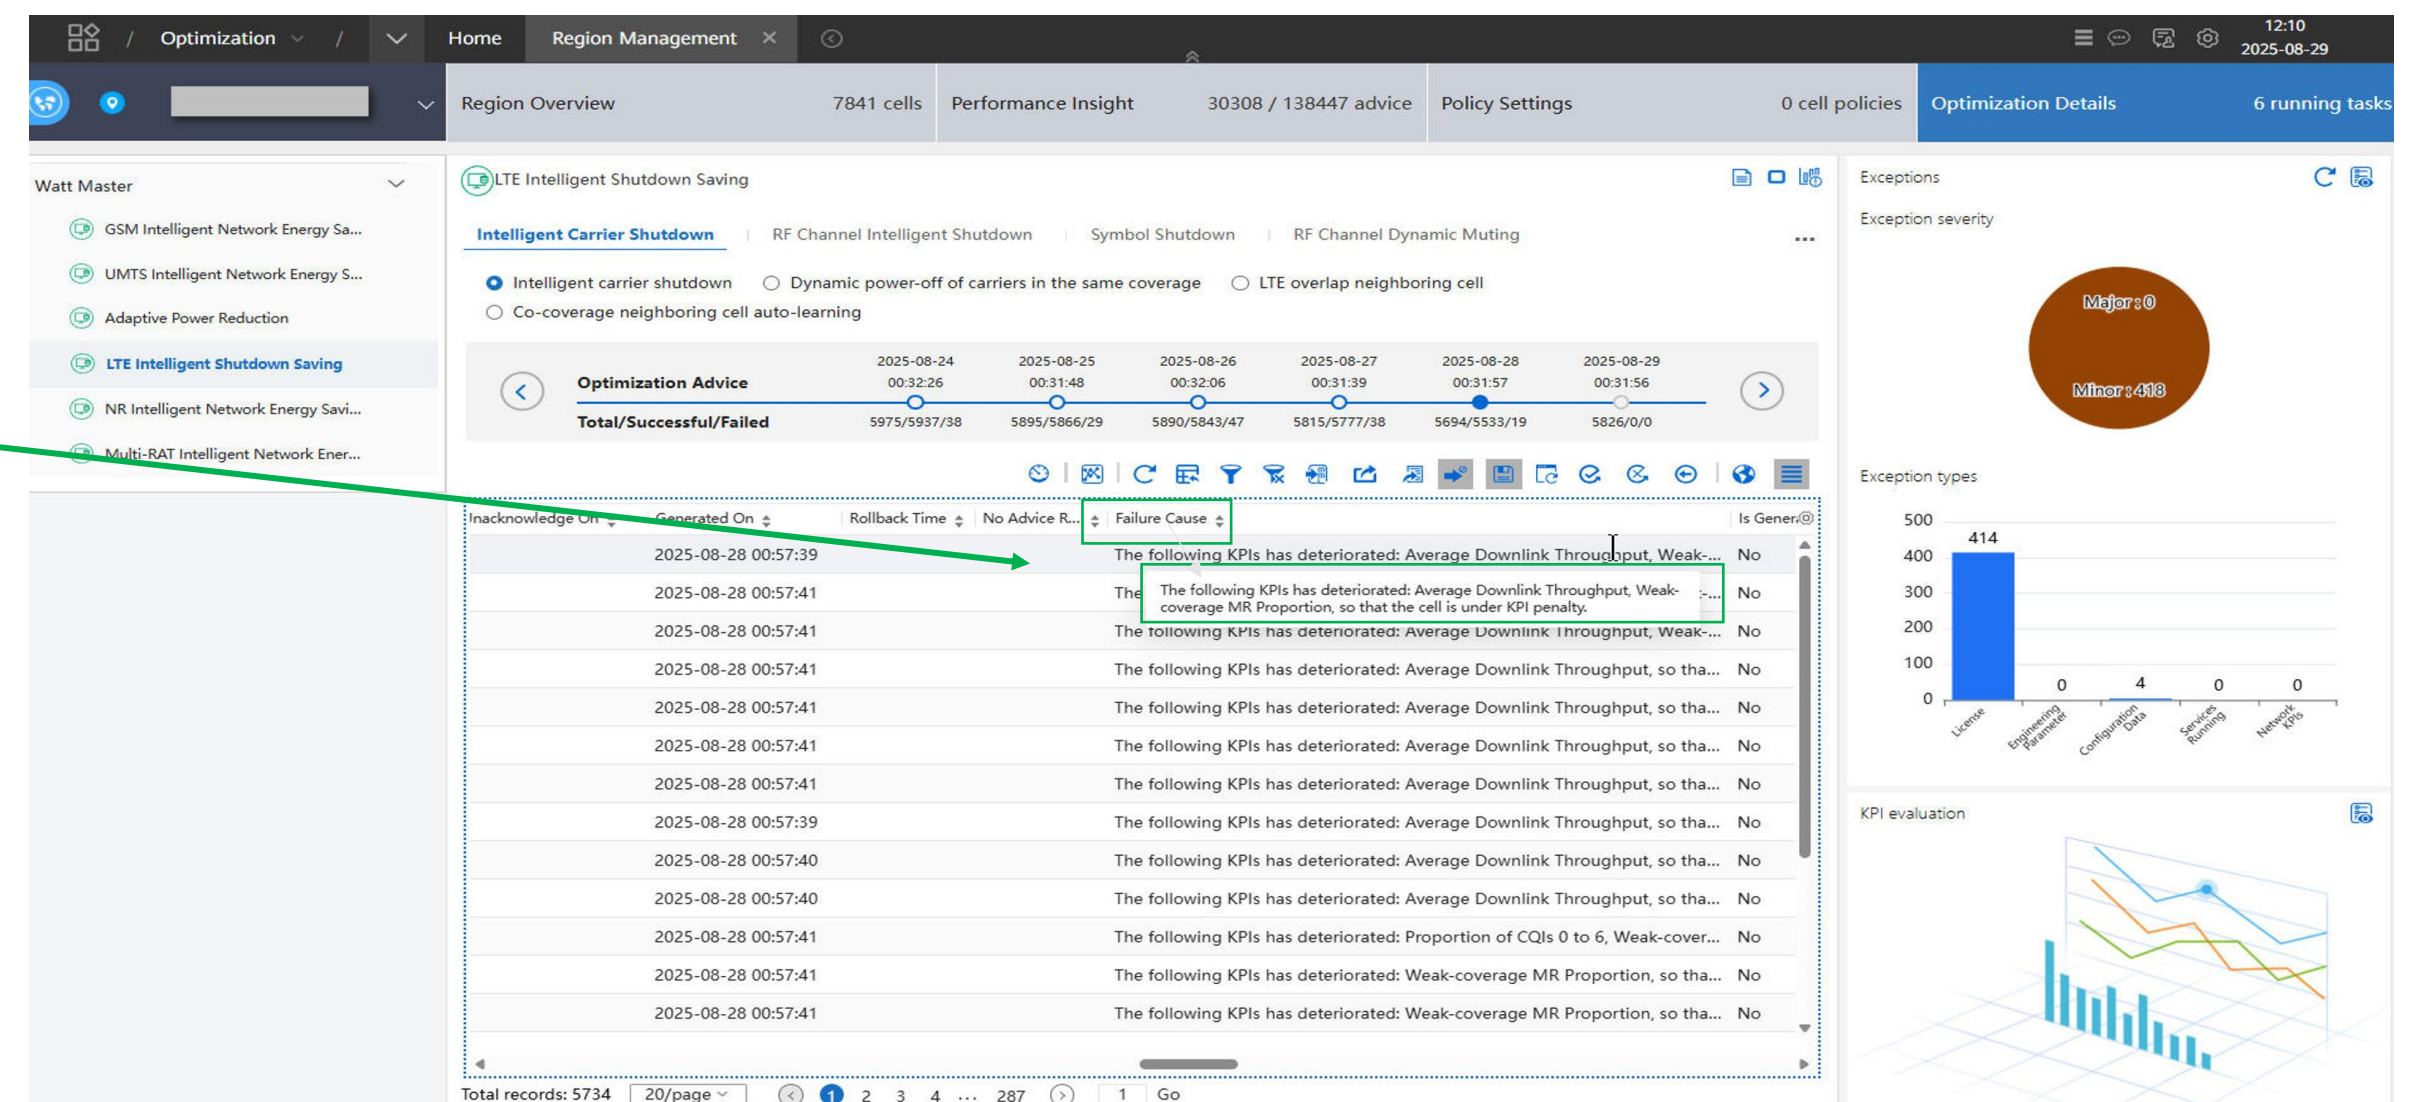 / Optimization / Home Region Management × 12:10
2025-08-29
Region Overview 7841 cells Performance Insight 30308 / 138447 advice Policy Settings 0 cell policies Optimization Details 6 running tasks
Watt Master
GSM Intelligent Network Energy Sa...
UMTS Intelligent Network Energy S...
Adaptive Power Reduction
LTE Intelligent Shutdown Saving
NR Intelligent Network Energy Savi...
Multi-RAT Intelligent Network Ener...
LTE Intelligent Shutdown Saving
Intelligent Carrier Shutdown RF Channel Intelligent Shutdown Symbol Shutdown RF Channel Dynamic Muting ...
Intelligent carrier shutdown Dynamic power-off of carriers in the same coverage LTE overlap neighboring cell
Co-coverage neighboring cell auto-learning
2025-08-24 2025-08-25 2025-08-26 2025-08-27 2025-08-28 2025-08-29
Optimization Advice 00:32:26 00:31:48 00:32:06 00:31:39 00:31:57 00:31:56
Total/Successful/Failed 5975/5937/38 5895/5866/29 5890/5843/47 5815/5777/38 5694/5533/19 5826/0/0
Inacknowledge On Generated On Rollback Time No Advice R... Failure Cause Is Genera
2025-08-28 00:57:39 The following KPIs has deteriorated: Average Downlink Throughput, Weak-... No
2025-08-28 00:57:41 The -... No
The following KPIs has deteriorated: Average Downlink Throughput, Weak-
coverage MR Proportion, so that the cell is under KPI penalty.
2025-08-28 00:57:41 The following KPIs has deteriorated: Average Downlink Throughput, Weak-... No
2025-08-28 00:57:41 The following KPIs has deteriorated: Average Downlink Throughput, so tha... No
2025-08-28 00:57:41 The following KPIs has deteriorated: Average Downlink Throughput, so tha... No
2025-08-28 00:57:41 The following KPIs has deteriorated: Average Downlink Throughput, so tha... No
2025-08-28 00:57:41 The following KPIs has deteriorated: Average Downlink Throughput, so tha... No
2025-08-28 00:57:39 The following KPIs has deteriorated: Average Downlink Throughput, so tha... No
2025-08-28 00:57:40 The following KPIs has deteriorated: Average Downlink Throughput, so tha... No
2025-08-28 00:57:40 The following KPIs has deteriorated: Average Downlink Throughput, so tha... No
2025-08-28 00:57:41 The following KPIs has deteriorated: Proportion of CQIs 0 to 6, Weak-cover... No
2025-08-28 00:57:41 The following KPIs has deteriorated: Weak-coverage MR Proportion, so tha... No
2025-08-28 00:57:41 The following KPIs has deteriorated: Weak-coverage MR Proportion, so tha... No
Total records: 5734 20/page 1 2 3 4 ... 287 1 Go
Exceptions
Exception severity
Major : 0
Minor : 418
Exception types
500
400
300
200
100
0
414 0 4 0 0
License
Engineering Parameter
Configuration Data
Services Running
Network KPIs
KPI evaluation